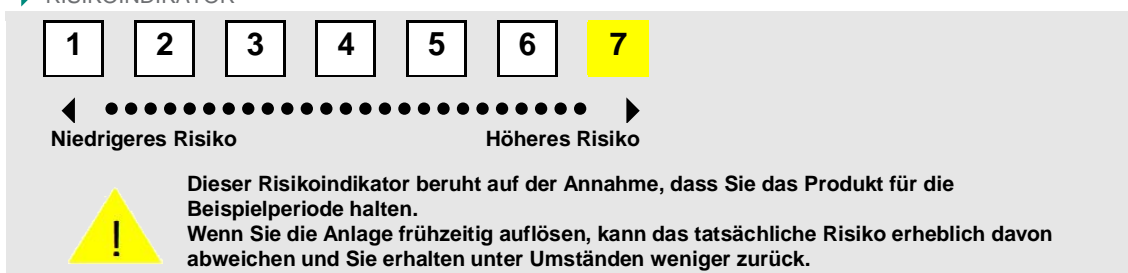 RISIKOINDIKATOR
1 2 3 4 5 6 7
Niedrigeres Risiko Höheres Risiko
Dieser Risikoindikator beruht auf der Annahme, dass Sie das Produkt für die
Beispielperiode halten.
Wenn Sie die Anlage frühzeitig auflösen, kann das tatsächliche Risiko erheblich davon
abweichen und Sie erhalten unter Umständen weniger zurück.